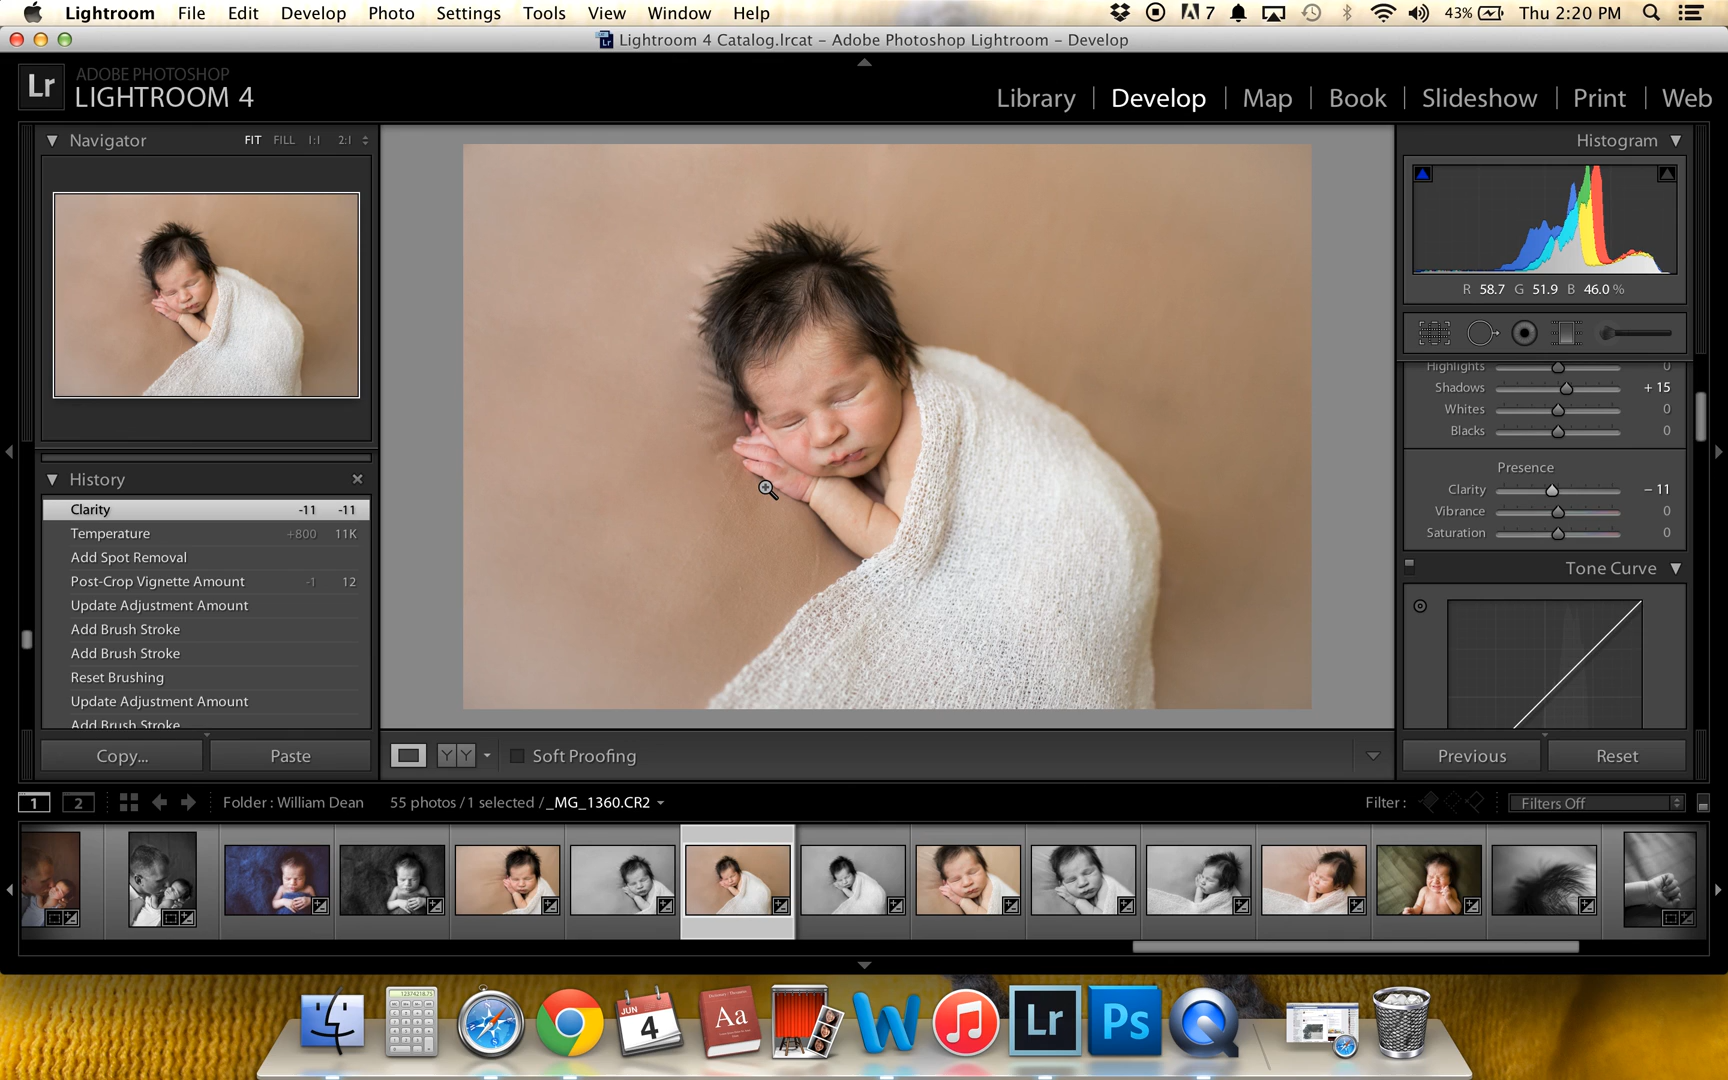 Lightroom File Edit Develop Photo Settings Tools View Window Help 7 43% Thu 2:20 PM
Lightroom 4 Catalog.lrcat – Adobe Photoshop Lightroom – Develop
Lr ADOBE PHOTOSHOP
LIGHTROOM 4
Library | Develop | Map | Book | Slideshow | Print | Web
Navigator FIT FILL 1:1 2:1
Histogram
R 58.7 G 51.9 B 46.0 %
Highlights 0
Shadows + 15
Whites 0
Blacks 0
Presence
Clarity – 11
Vibrance 0
Saturation 0
Tone Curve
History
Clarity -11 -11
Temperature +800 11K
Add Spot Removal
Post-Crop Vignette Amount -1 12
Update Adjustment Amount
Add Brush Stroke
Add Brush Stroke
Reset Brushing
Update Adjustment Amount
Add Brush Stroke
Copy... Paste
Y Y Soft Proofing
Previous Reset
1 2 Folder : William Dean 55 photos / 1 selected / _MG_1360.CR2 Filter : Filters Off
JUN
4
Aa
W
Lr
Ps